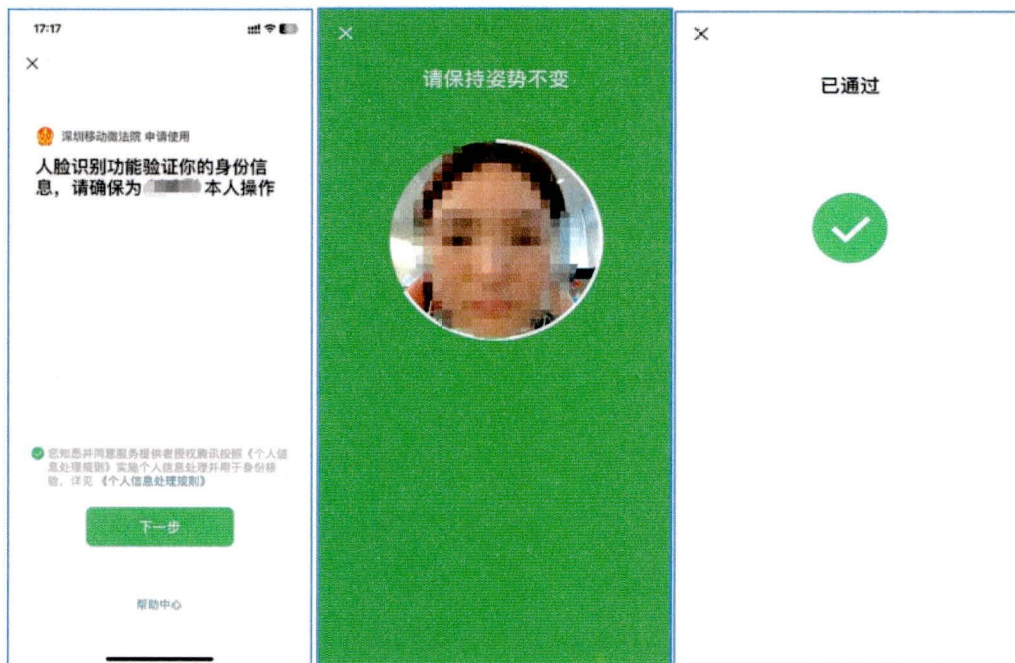 17:17
深圳移动微法院 申请使用
人脸识别功能验证你的身份信
息，请确保为 本人操作
您知悉并同意服务提供者授权腾讯按照《个人信
息处理规则》实施个人信息处理并用于身份核
验，详见《个人信息处理规则》
下一步
帮助中心
请保持姿势不变
已通过